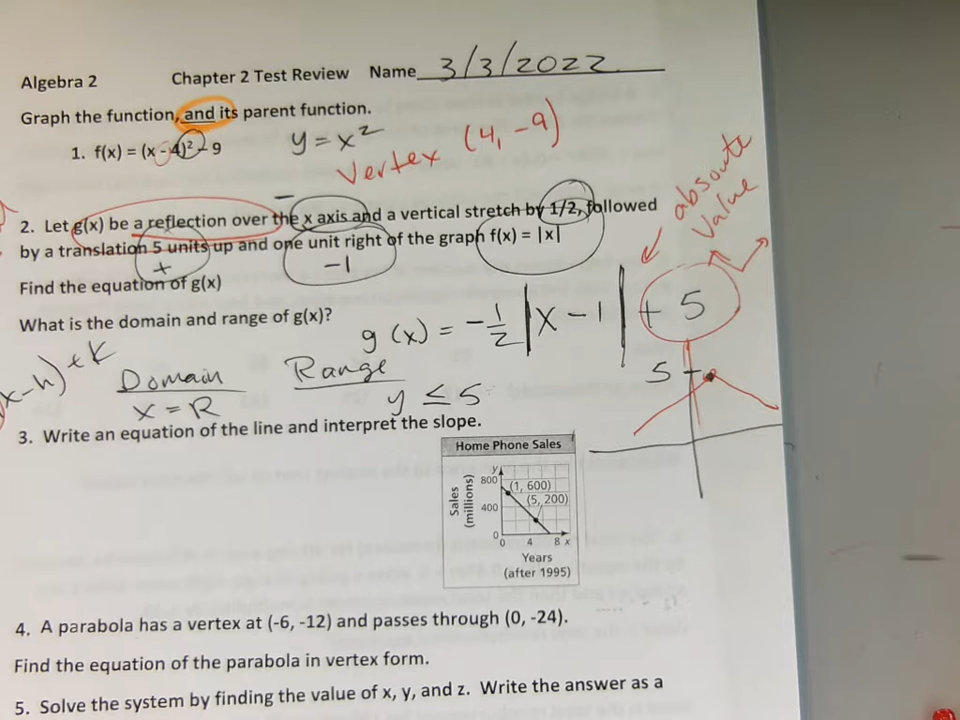 Algebra 2 Chapter 2 Test Review Name 3/3/2022
Graph the function, and its parent function.
1. f(x) = (x - 4)² - 9 y = x²
Vertex (4, -9)
absoute
Value
2. Let g(x) be a reflection over the x axis and a vertical stretch by 1/2, followed
by a translation 5 units up and one unit right of the graph f(x) = |x|
+ -1
Find the equation of g(x)
What is the domain and range of g(x)?
g(x) = -1/2 |x - 1| + 5
x-h) + K
Domain Range
x = R y ≤ 5
5
3. Write an equation of the line and interpret the slope.
Home Phone Sales
Sales
(millions)
y
800
400
0
(1, 600)
(5, 200)
0 4 8 x
Years
(after 1995)
4. A parabola has a vertex at (-6, -12) and passes through (0, -24).
Find the equation of the parabola in vertex form.
5. Solve the system by finding the value of x, y, and z. Write the answer as a